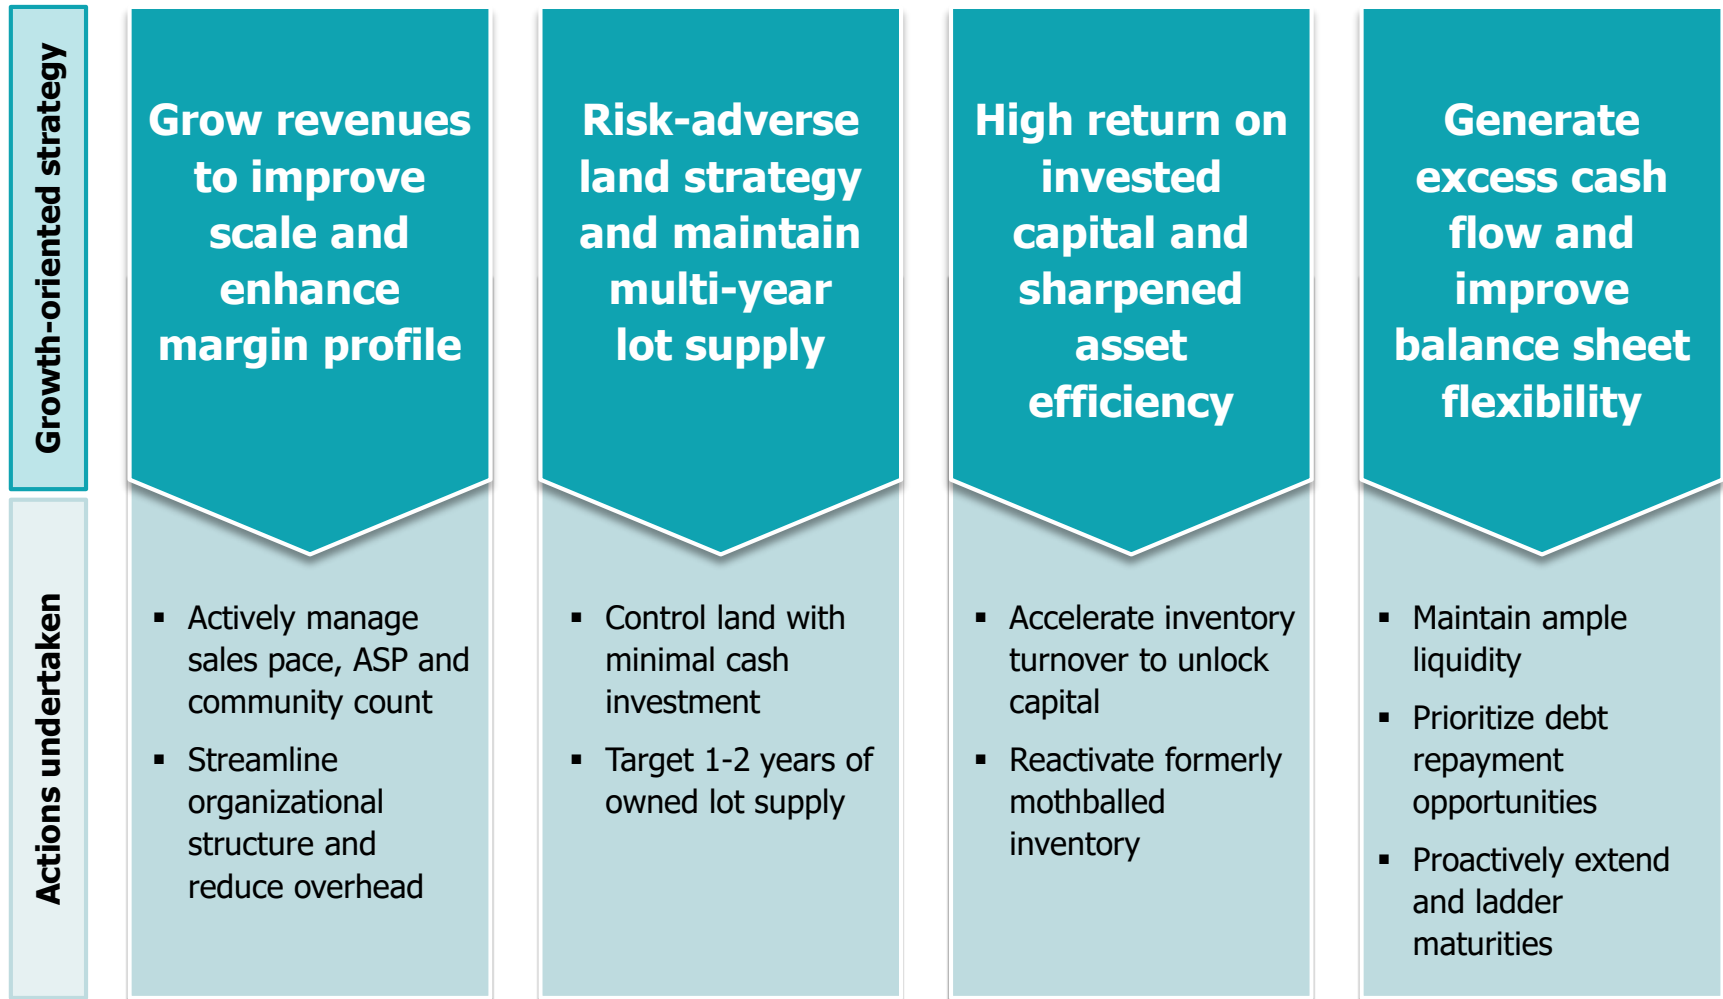 Growth-oriented strategy
Grow revenues
to improve
scale and
enhance
margin profile
Risk-adverse
land strategy
and maintain
multi-year
lot supply
High return on
invested
capital and
sharpened
asset
efficiency
Generate
excess cash
flow and
improve
balance sheet
flexibility
Actions undertaken
▪ Actively manage
sales pace, ASP and
community count
▪ Streamline
organizational
structure and
reduce overhead
▪ Control land with
minimal cash
investment
▪ Target 1-2 years of
owned lot supply
▪ Accelerate inventory
turnover to unlock
capital
▪ Reactivate formerly
mothballed
inventory
▪ Maintain ample
liquidity
▪ Prioritize debt
repayment
opportunities
▪ Proactively extend
and ladder
maturities